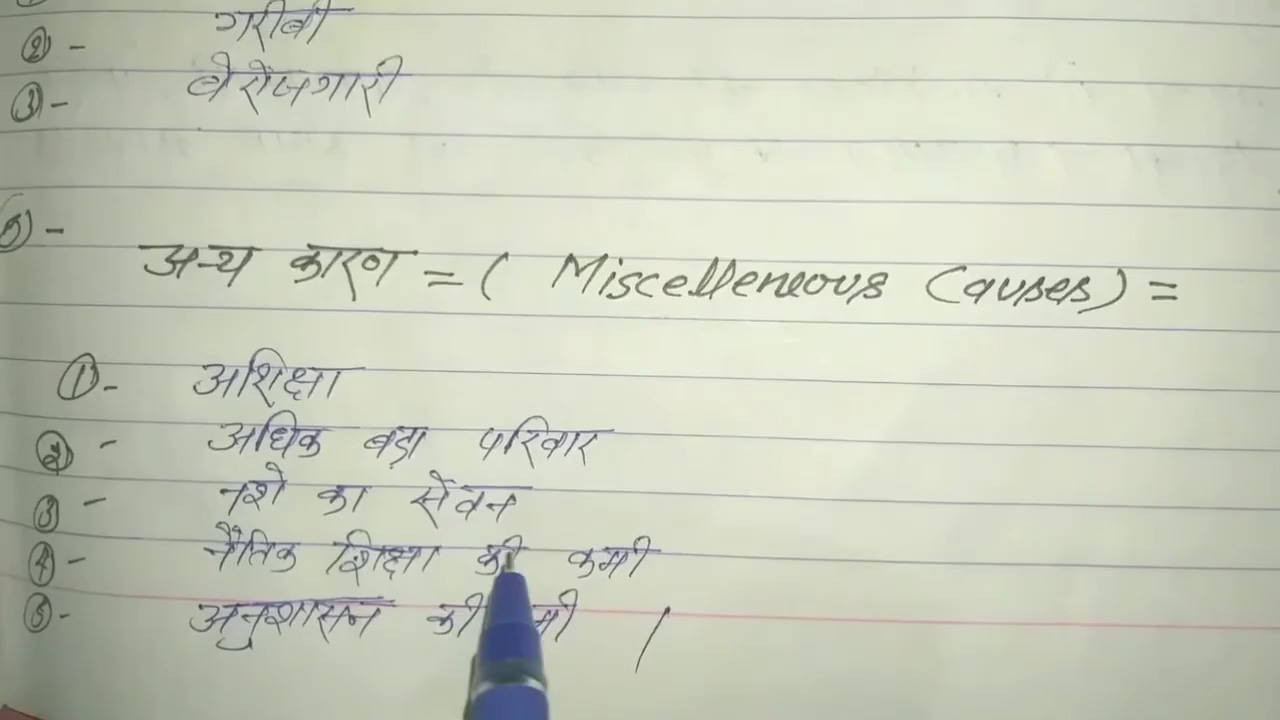 ② - गरीबी
③ - बेरोजगारी
5) - अन्य कारण = ( Miscelleneous Causes) =
① - अशिक्षा
② - अधिक बड़ा परिवार
③ - नशे का सेवन
④ - नैतिक शिक्षा की कमी
⑤ - अनुशासन की मी |